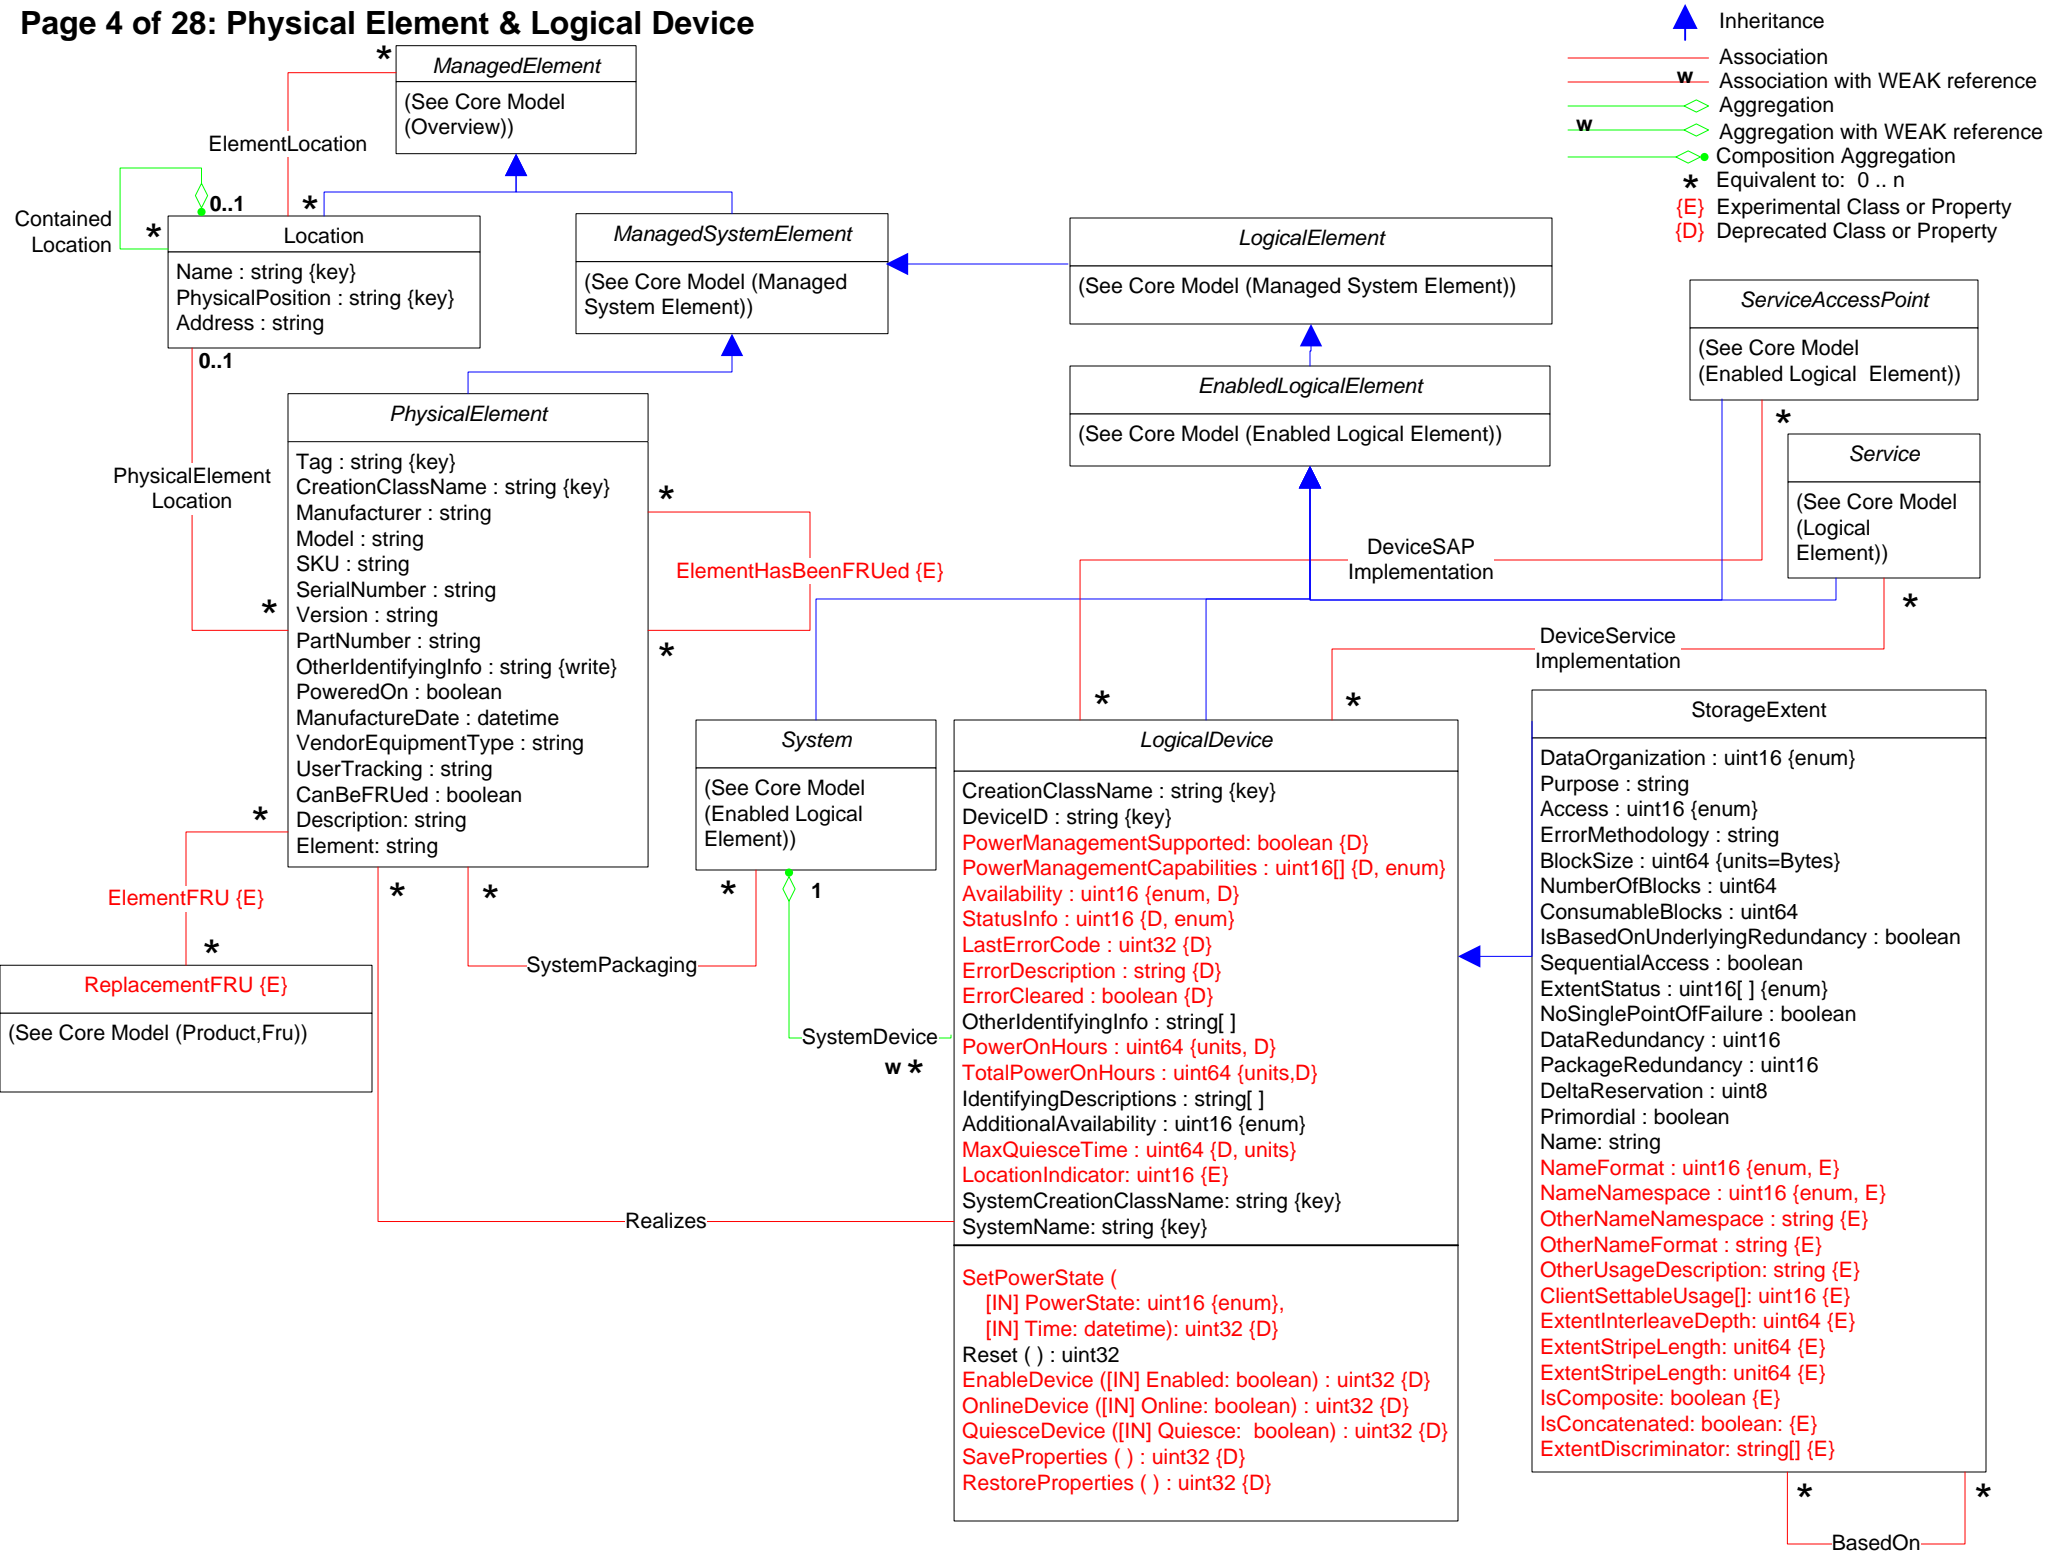 Page 4 of 28: Physical Element & Logical Device
Inheritance
Association
w
Association with WEAK reference
Aggregation
w
Aggregation with WEAK reference
Composition Aggregation
* Equivalent to: 0 .. n
{E} Experimental Class or Property
{D} Deprecated Class or Property
*
ManagedElement
(See Core Model
(Overview))
ElementLocation
Contained
Location
*
0..1
*
Location
Name : string {key}
PhysicalPosition : string {key}
Address : string
0..1
ManagedSystemElement
(See Core Model (Managed
System Element))
LogicalElement
(See Core Model (Managed System Element))
EnabledLogicalElement
(See Core Model (Enabled Logical Element))
ServiceAccessPoint
(See Core Model
(Enabled Logical  Element))
*
Service
(See Core Model
(Logical
Element))
*
PhysicalElement
Location
*
PhysicalElement
Tag : string {key}
CreationClassName : string {key}
Manufacturer : string
Model : string
SKU : string
SerialNumber : string
Version : string
PartNumber : string
OtherIdentifyingInfo : string {write}
PoweredOn : boolean
ManufactureDate : datetime
VendorEquipmentType : string
UserTracking : string
CanBeFRUed : boolean
Description: string
Element: string
*
ElementHasBeenFRUed {E}
*
DeviceSAP
Implementation
*
DeviceService
Implementation
*
*
ElementFRU {E}
*
ReplacementFRU {E}
(See Core Model (Product,Fru))
*
*
SystemPackaging
*
System
(See Core Model
(Enabled Logical
Element))
1
SystemDevice
w *
Realizes
LogicalDevice
CreationClassName : string {key}
DeviceID : string {key}
PowerManagementSupported: boolean {D}
PowerManagementCapabilities : uint16[] {D, enum}
Availability : uint16 {enum, D}
StatusInfo : uint16 {D, enum}
LastErrorCode : uint32 {D}
ErrorDescription : string {D}
ErrorCleared : boolean {D}
OtherIdentifyingInfo : string[ ]
PowerOnHours : uint64 {units, D}
TotalPowerOnHours : uint64 {units,D}
IdentifyingDescriptions : string[ ]
AdditionalAvailability : uint16 {enum}
MaxQuiesceTime : uint64 {D, units}
LocationIndicator: uint16 {E}
SystemCreationClassName: string {key}
SystemName: string {key}
SetPowerState (
[IN] PowerState: uint16 {enum},
[IN] Time: datetime): uint32 {D}
Reset ( ) : uint32
EnableDevice ([IN] Enabled: boolean) : uint32 {D}
OnlineDevice ([IN] Online: boolean) : uint32 {D}
QuiesceDevice ([IN] Quiesce:  boolean) : uint32 {D}
SaveProperties ( ) : uint32 {D}
RestoreProperties ( ) : uint32 {D}
StorageExtent
DataOrganization : uint16 {enum}
Purpose : string
Access : uint16 {enum}
ErrorMethodology : string
BlockSize : uint64 {units=Bytes}
NumberOfBlocks : uint64
ConsumableBlocks : uint64
IsBasedOnUnderlyingRedundancy : boolean
SequentialAccess : boolean
ExtentStatus : uint16[ ] {enum}
NoSinglePointOfFailure : boolean
DataRedundancy : uint16
PackageRedundancy : uint16
DeltaReservation : uint8
Primordial : boolean
Name: string
NameFormat : uint16 {enum, E}
NameNamespace : uint16 {enum, E}
OtherNameNamespace : string {E}
OtherNameFormat : string {E}
OtherUsageDescription: string {E}
ClientSettableUsage[]: uint16 {E}
ExtentInterleaveDepth: uint64 {E}
ExtentStripeLength: unit64 {E}
ExtentStripeLength: unit64 {E}
IsComposite: boolean {E}
IsConcatenated: boolean: {E}
ExtentDiscriminator: string[] {E}
*
*
BasedOn